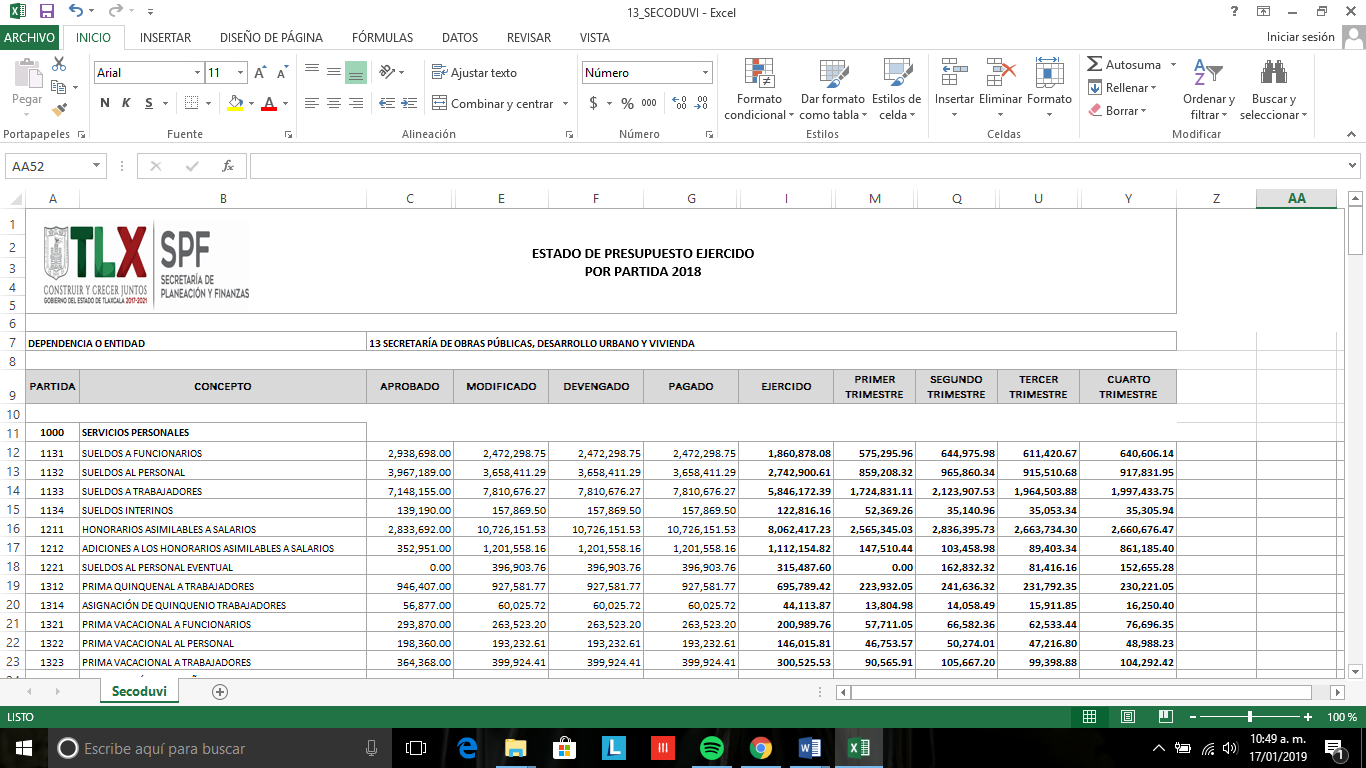 13_SECODUVI - Excel
ARCHIVO INICIO INSERTAR DISEÑO DE PÁGINA FÓRMULAS DATOS REVISAR VISTA Iniciar sesión
Pegar
Arial 11
Ajustar texto
Número
Autosuma
N K S
Combinar y centrar
$ % 000
Formato condicional
Dar formato como tabla
Estilos de celda
Insertar Eliminar Formato
Rellenar
Borrar
Ordenar y filtrar
Buscar y seleccionar
Portapapeles Fuente Alineación Número Estilos Celdas Modificar
AA52 fx
A B C E F G I M Q U Y Z AA
1
2
3
4
5
TLX
CONSTRUIR Y CRECER JUNTOS
GOBIERNO DEL ESTADO DE TLAXCALA 2017-2021
SPF
SECRETARÍA DE
PLANEACIÓN Y FINANZAS
ESTADO DE PRESUPUESTO EJERCIDO
POR PARTIDA 2018
6
7 DEPENDENCIA O ENTIDAD 13 SECRETARÍA DE OBRAS PÚBLICAS, DESARROLLO URBANO Y VIVIENDA
8
9 PARTIDA CONCEPTO APROBADO MODIFICADO DEVENGADO PAGADO EJERCIDO PRIMER TRIMESTRE SEGUNDO TRIMESTRE TERCER TRIMESTRE CUARTO TRIMESTRE
10
11 1000 SERVICIOS PERSONALES
12 1131 SUELDOS A FUNCIONARIOS 2,938,698.00 2,472,298.75 2,472,298.75 2,472,298.75 1,860,878.08 575,295.96 644,975.98 611,420.67 640,606.14
13 1132 SUELDOS AL PERSONAL 3,967,189.00 3,658,411.29 3,658,411.29 3,658,411.29 2,742,900.61 859,208.32 965,860.34 915,510.68 917,831.95
14 1133 SUELDOS A TRABAJADORES 7,148,155.00 7,810,676.27 7,810,676.27 7,810,676.27 5,846,172.39 1,724,831.11 2,123,907.53 1,964,503.88 1,997,433.75
15 1134 SUELDOS INTERINOS 139,190.00 157,869.50 157,869.50 157,869.50 122,816.16 52,369.26 35,140.96 35,053.34 35,305.94
16 1211 HONORARIOS ASIMILABLES A SALARIOS 2,833,692.00 10,726,151.53 10,726,151.53 10,726,151.53 8,062,417.23 2,565,345.03 2,836,395.73 2,663,734.30 2,660,676.47
17 1212 ADICIONES A LOS HONORARIOS ASIMILABLES A SALARIOS 352,951.00 1,201,558.16 1,201,558.16 1,201,558.16 1,112,154.82 147,510.44 103,458.98 89,403.34 861,185.40
18 1221 SUELDOS AL PERSONAL EVENTUAL 0.00 396,903.76 396,903.76 396,903.76 315,487.60 0.00 162,832.32 81,416.16 152,655.28
19 1312 PRIMA QUINQUENAL A TRABAJADORES 946,407.00 927,581.77 927,581.77 927,581.77 695,789.42 223,932.05 241,636.32 231,792.35 230,221.05
20 1314 ASIGNACIÓN DE QUINQUENIO TRABAJADORES 56,877.00 60,025.72 60,025.72 60,025.72 44,113.87 13,804.98 14,058.49 15,911.85 16,250.40
21 1321 PRIMA VACACIONAL A FUNCIONARIOS 293,870.00 263,523.20 263,523.20 263,523.20 200,989.76 57,711.05 66,582.36 62,533.44 76,696.35
22 1322 PRIMA VACACIONAL AL PERSONAL 198,360.00 193,232.61 193,232.61 193,232.61 146,015.81 46,753.57 50,274.01 47,216.80 48,988.23
23 1323 PRIMA VACACIONAL A TRABAJADORES 364,368.00 399,924.41 399,924.41 399,924.41 300,525.53 90,565.91 105,667.20 99,398.88 104,292.42
Secoduvi
LISTO 100 %
Escribe aquí para buscar
10:49 a. m.
17/01/2019
1